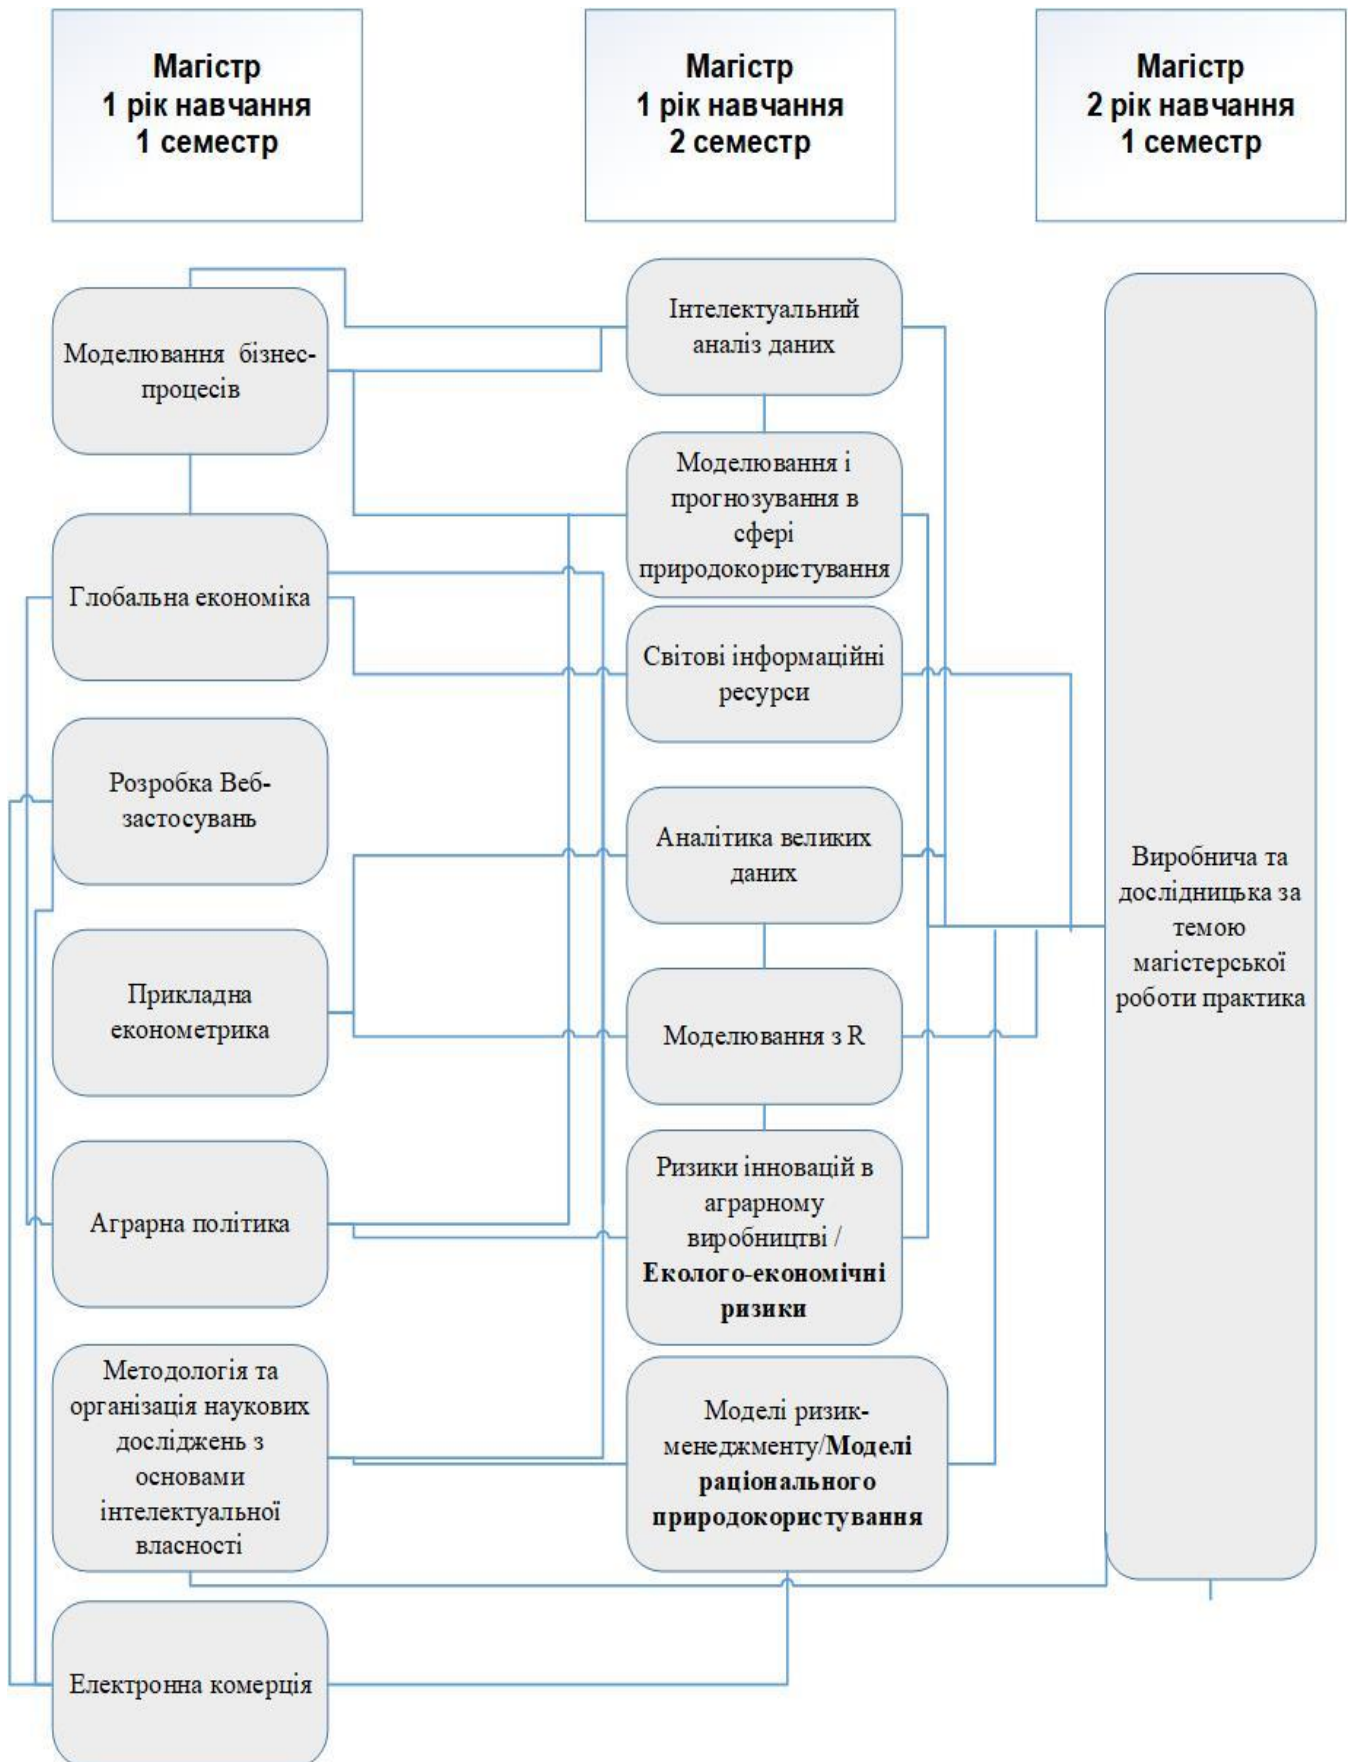 Магістр
1 рік навчання
1 семестр
Магістр
1 рік навчання
2 семестр
Магістр
2 рік навчання
1 семестр
Моделювання бізнес-
процесів
Глобальна економіка
Розробка Веб-
застосувань
Прикладна
економетрика
Аграрна політика
Методологія та
організація наукових
досліджень з
основами
інтелектуальної
власності
Електронна комерція
Інтелектуальний
аналіз даних
Моделювання і
прогнозування в
сфері
природокористування
Світові інформаційні
ресурси
Аналітика великих
даних
Моделювання з R
Ризики інновацій в
аграрному
виробництві /
Еколого-економічні
ризики
Моделі ризик-
менеджменту/Моделі
раціонального
природокористування
Виробнича та
дослідницька за
темою
магістерської
роботи практика